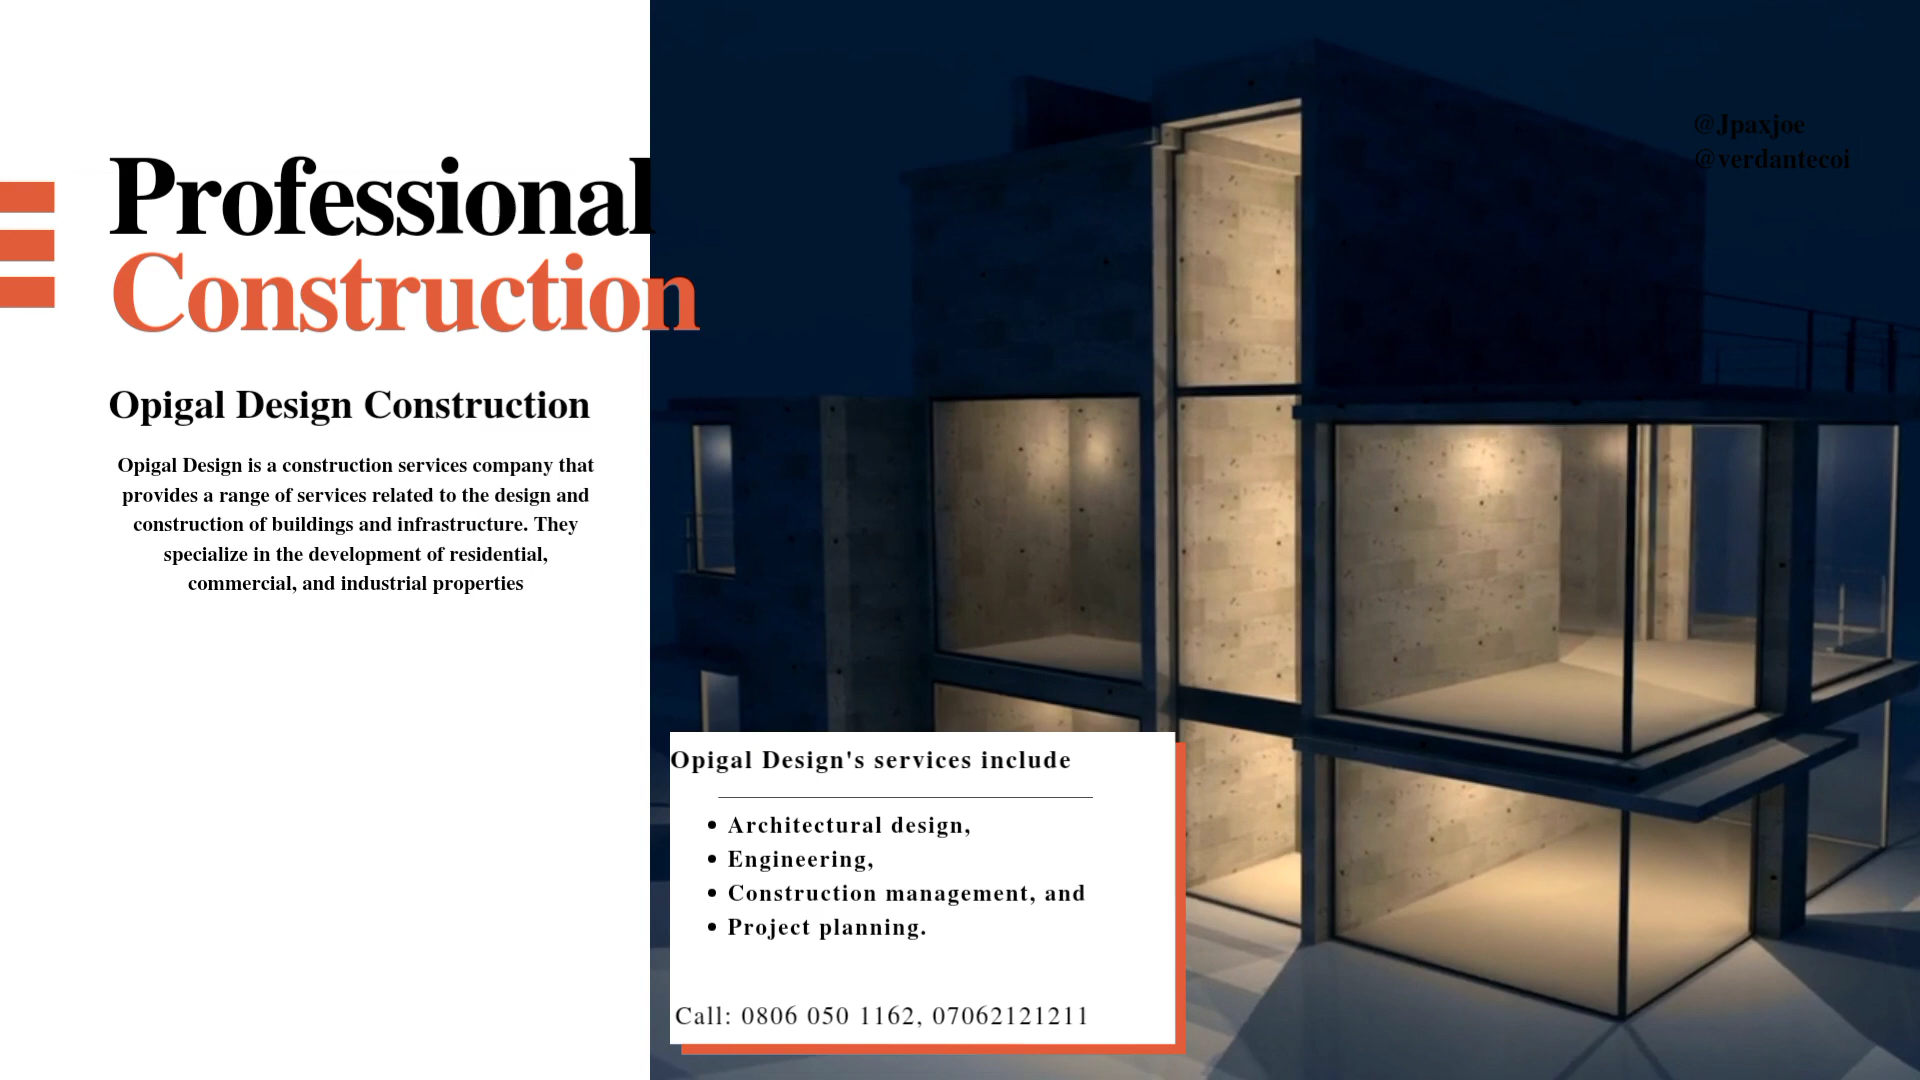 Professional
Construction
Opigal Design Construction
Opigal Design is a construction services company that
provides a range of services related to the design and
construction of buildings and infrastructure. They
specialize in the development of residential,
commercial, and industrial properties
@Jpaxjoe
@verdantecoi
Opigal Design's services include
• Architectural design,
• Engineering,
• Construction management, and
• Project planning.
Call: 0806 050 1162, 07062121211